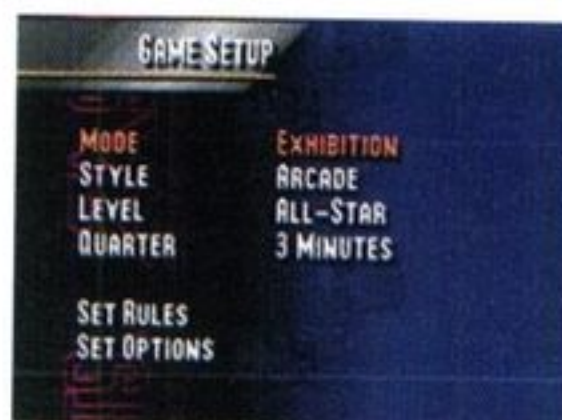 GAME SETUP
MODE EXHIBITION
STYLE ARCADE
LEVEL ALL-STAR
QUARTER 3 MINUTES
SET RULES
SET OPTIONS